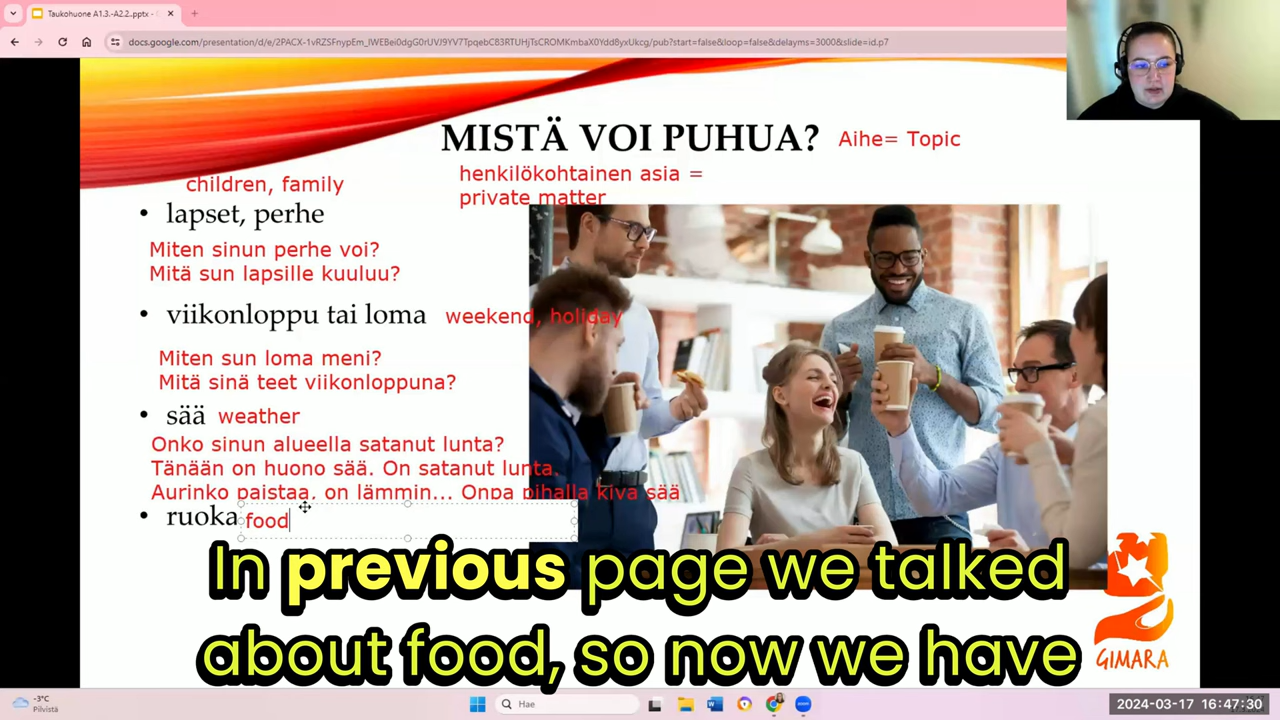 Taukohuone A1.3.-A2.2..pptx -
docs.google.com/presentation/d/e/2PACX-1vRZSFnypEm_IWEBei0dgG0rUVJ9YV7TpqebC83RTUHjTsCROMKmbaX0Ydd8yxUkcg/pub?start=false&loop=false&delayms=3000&slide=id.p7
MISTÄ VOI PUHUA? Aihe= Topic
henkilökohtainen asia =
private matter
children, family
• lapset, perhe
Miten sinun perhe voi?
Mitä sun lapsille kuuluu?
• viikonloppu tai loma weekend, holiday
Miten sun loma meni?
Mitä sinä teet viikonloppuna?
• sää weather
Onko sinun alueella satanut lunta?
Tänään on huono sää. On satanut lunta.
Aurinko paistaa, on lämmin... Onpa pihalla kiva sää
• ruoka food
In previous page we talked
about food, so now we have
GIMARA
-3°C
Pilvistä
Hae
2024-03-17 16:47:30